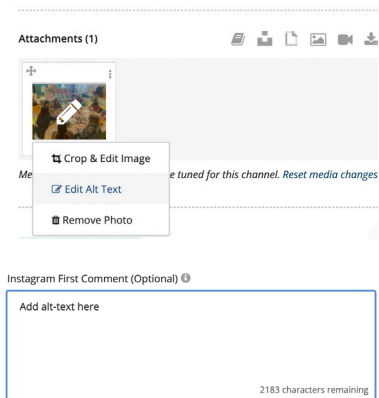 Attachments (1)
Crop & Edit Image
Me e tuned for this channel. Reset media changes
Edit Alt Text
Remove Photo
Instagram First Comment (Optional)
Add alt-text here
2183 characters remaining